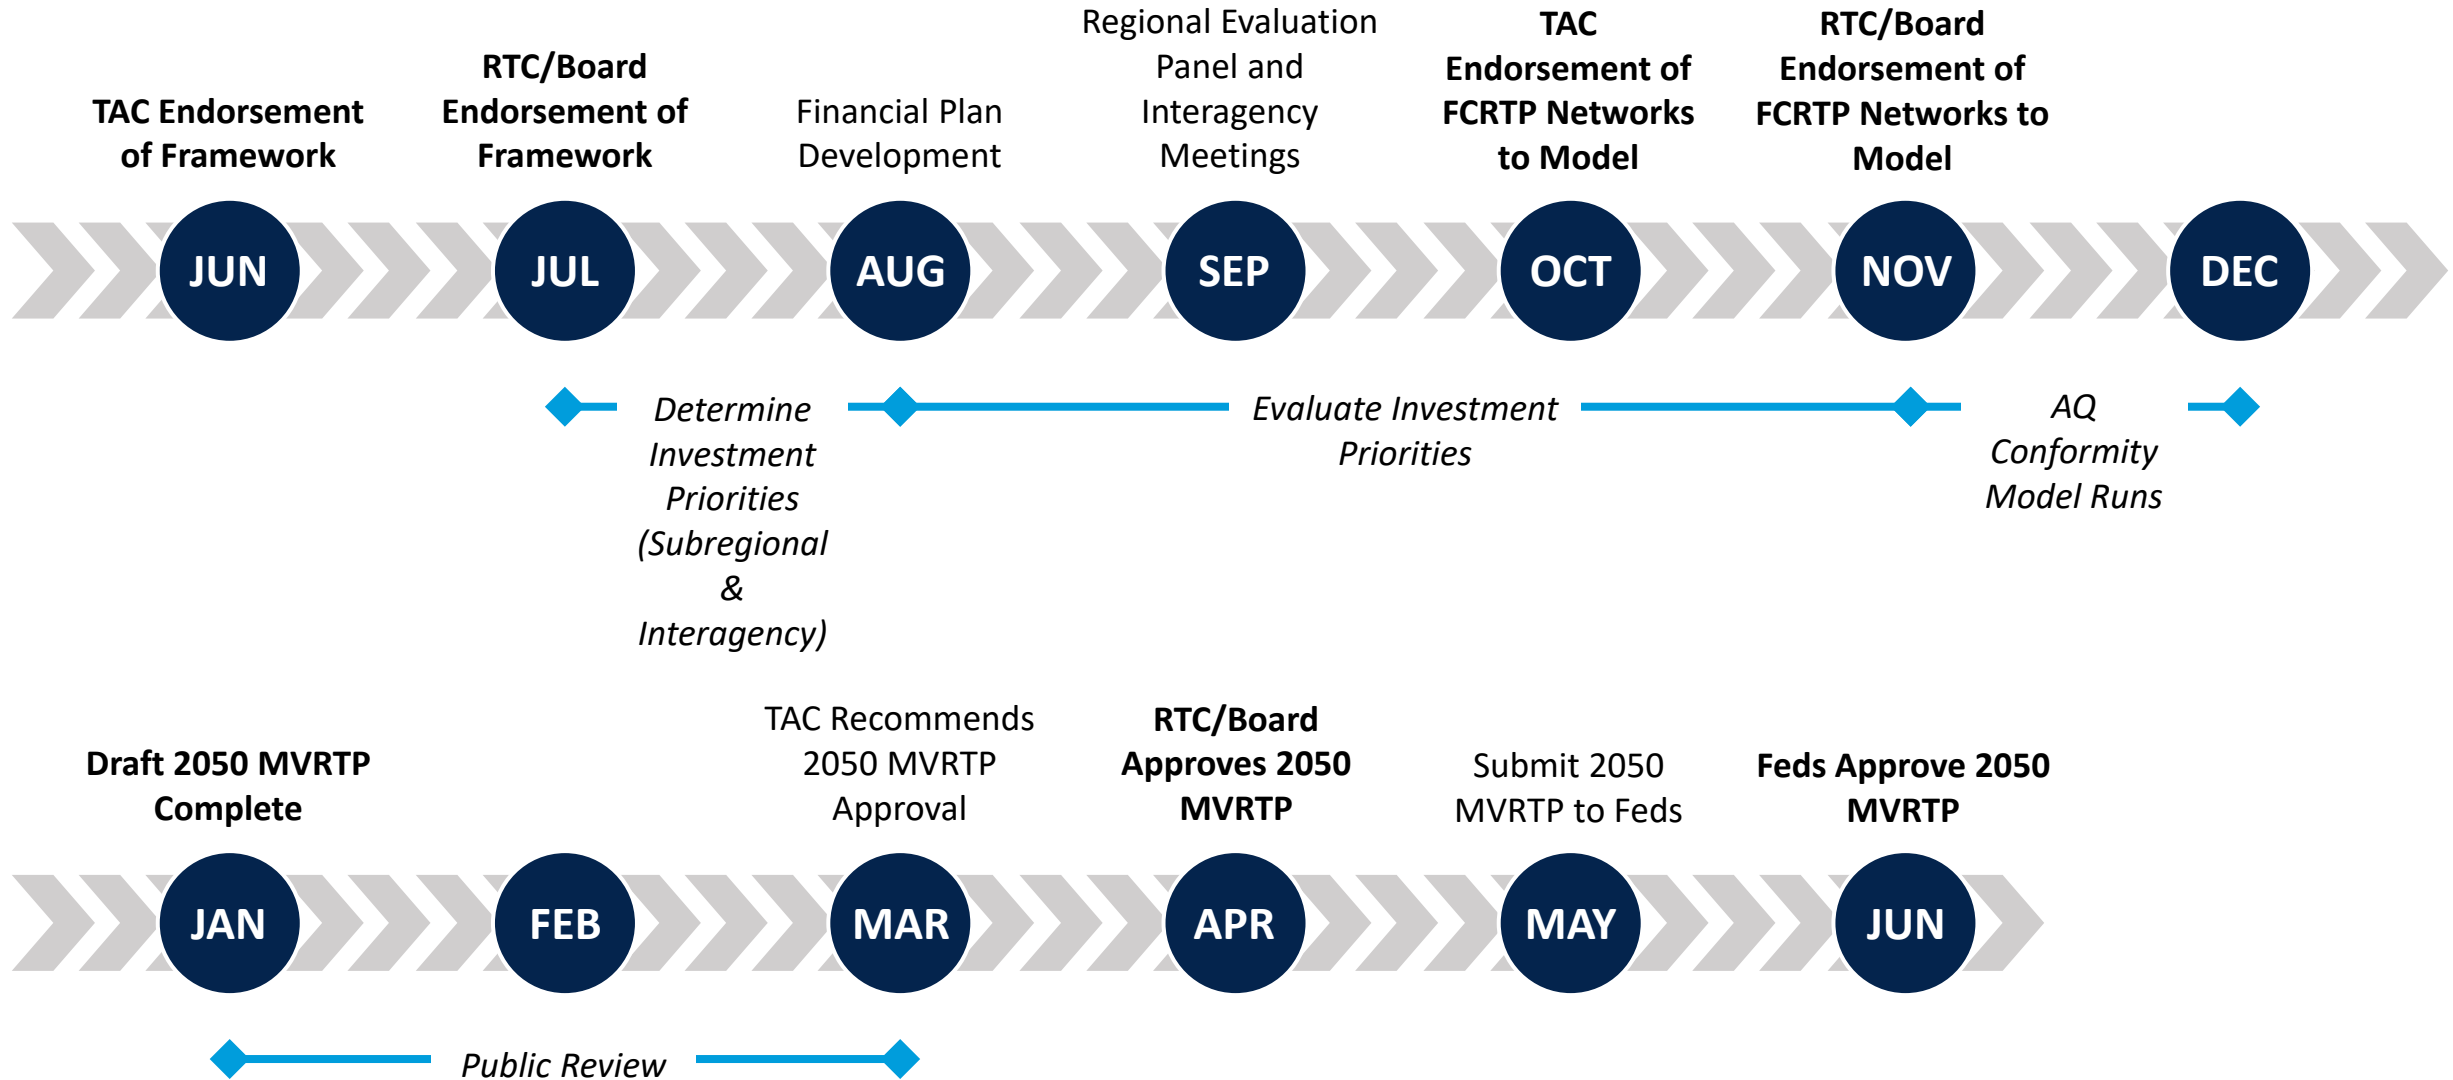 TAC Endorsement
of Framework
RTC/Board
Endorsement of
Framework
Financial Plan
Development
Regional Evaluation
Panel and
Interagency
Meetings
TAC
Endorsement of
FCRTP Networks
to Model
RTC/Board
Endorsement of
FCRTP Networks to
Model
JUN
JUL
AUG
SEP
OCT
NOV
DEC
Determine
Investment
Priorities
(Subregional
&
Interagency)
Evaluate Investment
Priorities
AQ
Conformity
Model Runs
Draft 2050 MVRTP
Complete
TAC Recommends
2050 MVRTP
Approval
RTC/Board
Approves 2050
MVRTP
Submit 2050
MVRTP to Feds
Feds Approve 2050
MVRTP
JAN
FEB
MAR
APR
MAY
JUN
Public Review